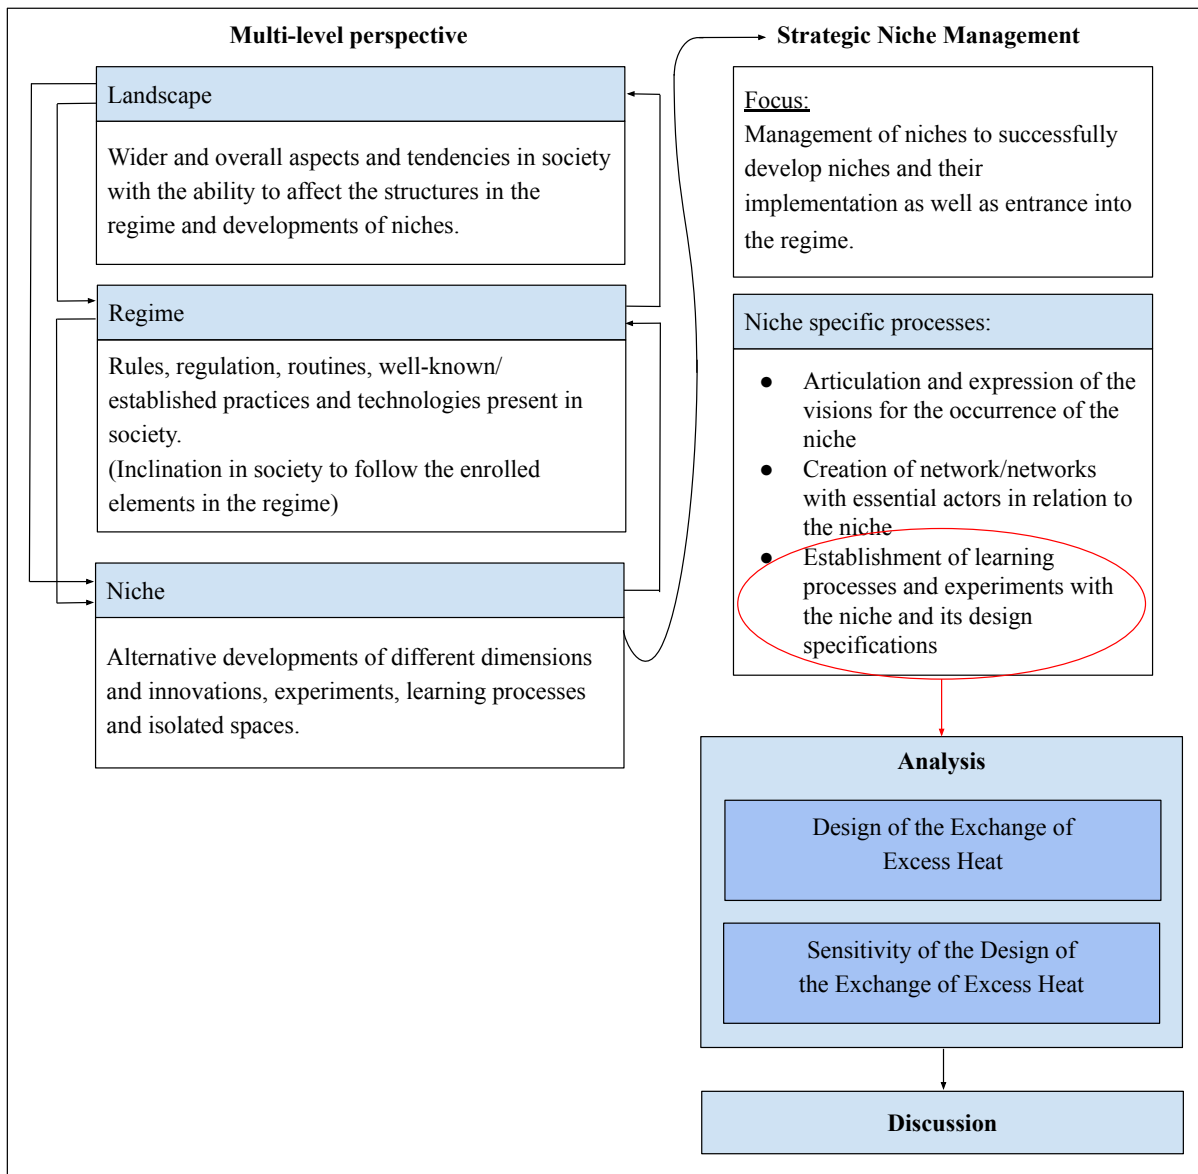 Multi-level perspective
Landscape
Wider and overall aspects and tendencies in society
with the ability to affect the structures in the
regime and developments of niches.
Regime
Rules, regulation, routines, well-known/
established practices and technologies present in
society.
(Inclination in society to follow the enrolled
elements in the regime)
Niche
Alternative developments of different dimensions
and innovations, experiments, learning processes
and isolated spaces.
Strategic Niche Management
Focus:
Management of niches to successfully
develop niches and their
implementation as well as entrance into
the regime.
Niche specific processes:
● Articulation and expression of the
visions for the occurrence of the
niche
● Creation of network/networks
with essential actors in relation to
the niche
● Establishment of learning
processes and experiments with
the niche and its design
specifications
Analysis
Design of the Exchange of
Excess Heat
Sensitivity of the Design of
the Exchange of Excess Heat
Discussion